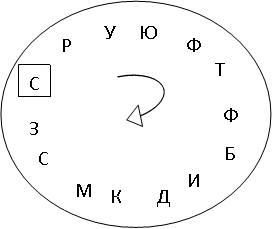 С Р У Ю Ф Т Ф Б И Д К М С З